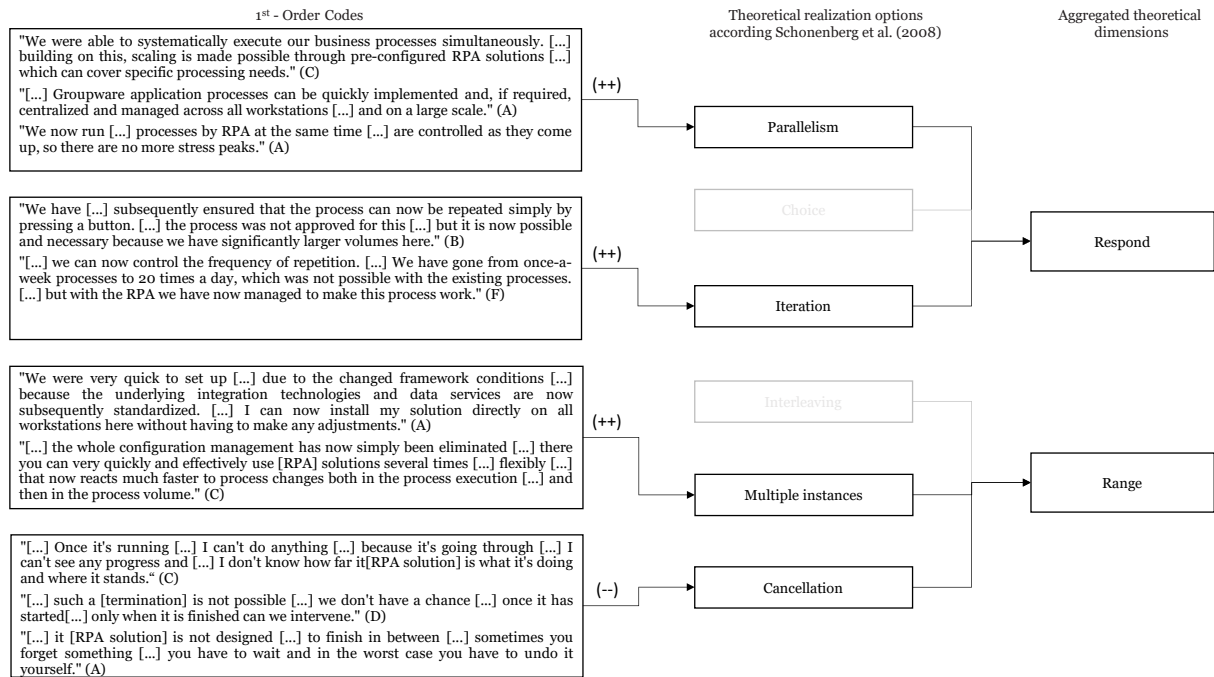 1st - Order Codes
Theoretical realization options
according Schonenberg et al. (2008)
Aggregated theoretical
dimensions
"We were able to systematically execute our business processes simultaneously. [...]
building on this, scaling is made possible through pre-configured RPA solutions [...]
which can cover specific processing needs." (C)
"[...] Groupware application processes can be quickly implemented and, if required,
centralized and managed across all workstations [...] and on a large scale." (A)
"We now run [...] processes by RPA at the same time [...] are controlled as they come
up, so there are no more stress peaks." (A)
(++)
Parallelism
Choice
"We have [...] subsequently ensured that the process can now be repeated simply by
pressing a button. [...] the process was not approved for this [...] but it is now possible
and necessary because we have significantly larger volumes here." (B)
"[...] we can now control the frequency of repetition. [...] We have gone from once-a-
week processes to 20 times a day, which was not possible with the existing processes.
[...] but with the RPA we have now managed to make this process work." (F)
(++)
Iteration
Respond
"We were very quick to set up [...] due to the changed framework conditions [...]
because the underlying integration technologies and data services are now
subsequently standardized. [...] I can now install my solution directly on all
workstations here without having to make any adjustments." (A)
"[...] the whole configuration management has now simply been eliminated [...] there
you can very quickly and effectively use [RPA] solutions several times [...] flexibly [...]
that now reacts much faster to process changes both in the process execution [...] and
then in the process volume." (C)
(++)
Interleaving
Multiple instances
Range
"[...] Once it's running [...] I can't do anything [...] because it's going through [...] I
can't see any progress and [...] I don't know how far it[RPA solution] is what it's doing
and where it stands.“ (C)
"[...] such a [termination] is not possible [...] we don't have a chance [...] once it has
started[...] only when it is finished can we intervene." (D)
"[...] it [RPA solution] is not designed [...] to finish in between [...] sometimes you
forget something [...] you have to wait and in the worst case you have to undo it
yourself." (A)
(--)
Cancellation